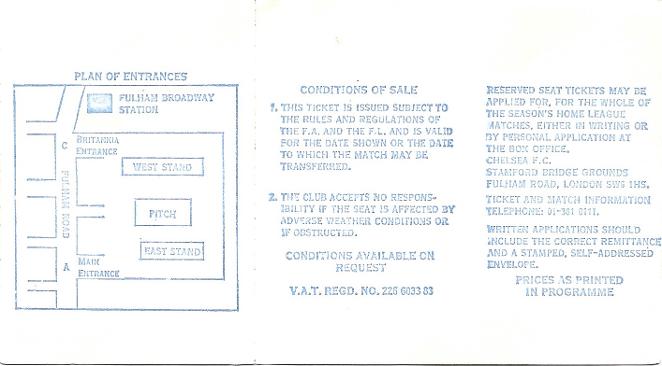 PLAN OF ENTRANCES
FULHAM BROADWAY
STATION
C
BRITANNIA
ENTRANCE
WEST STAND
FULHAM ROAD
PITCH
EAST STAND
A
MAIN
ENTRANCE
CONDITIONS OF SALE
1. THIS TICKET IS ISSUED SUBJECT TO
THE RULES AND REGULATIONS OF
THE F.A. AND THE F.L. AND IS VALID
FOR THE DATE SHOWN OR THE DATE
TO WHICH THE MATCH MAY BE
TRANSFERRED.
2. THE CLUB ACCEPTS NO RESPONS-
IBILITY IF THE SEAT IS AFFECTED BY
ADVERSE WEATHER CONDITIONS OR
IF OBSTRUCTED.
CONDITIONS AVAILABLE ON
REQUEST
V.A.T. REGD. NO. 226 6033 83
RESERVED SEAT TICKETS MAY BE
APPLIED FOR, FOR THE WHOLE OF
THE SEASON'S HOME LEAGUE
MATCHES, EITHER IN WRITING OR
BY PERSONAL APPLICATION AT
THE BOX OFFICE,
CHELSEA F.C.
STAMFORD BRIDGE GROUNDS
FULHAM ROAD, LONDON SW6 1HS.
TICKET AND MATCH INFORMATION
TELEPHONE: 01-381 0111.
WRITTEN APPLICATIONS SHOULD
INCLUDE THE CORRECT REMITTANCE
AND A STAMPED, SELF-ADDRESSED
ENVELOPE.
PRICES AS PRINTED
IN PROGRAMME